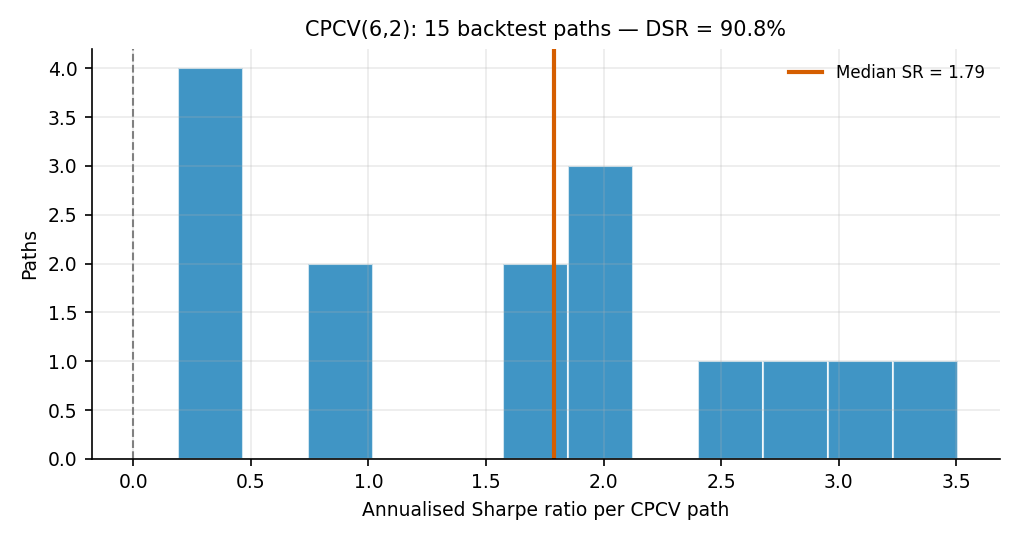 CPCV(6,2): 15 backtest paths — DSR = 90.8%
Median SR = 1.79
4.0
3.5
3.0
2.5
2.0
1.5
1.0
0.5
0.0
Paths
0.0 0.5 1.0 1.5 2.0 2.5 3.0 3.5
Annualised Sharpe ratio per CPCV path